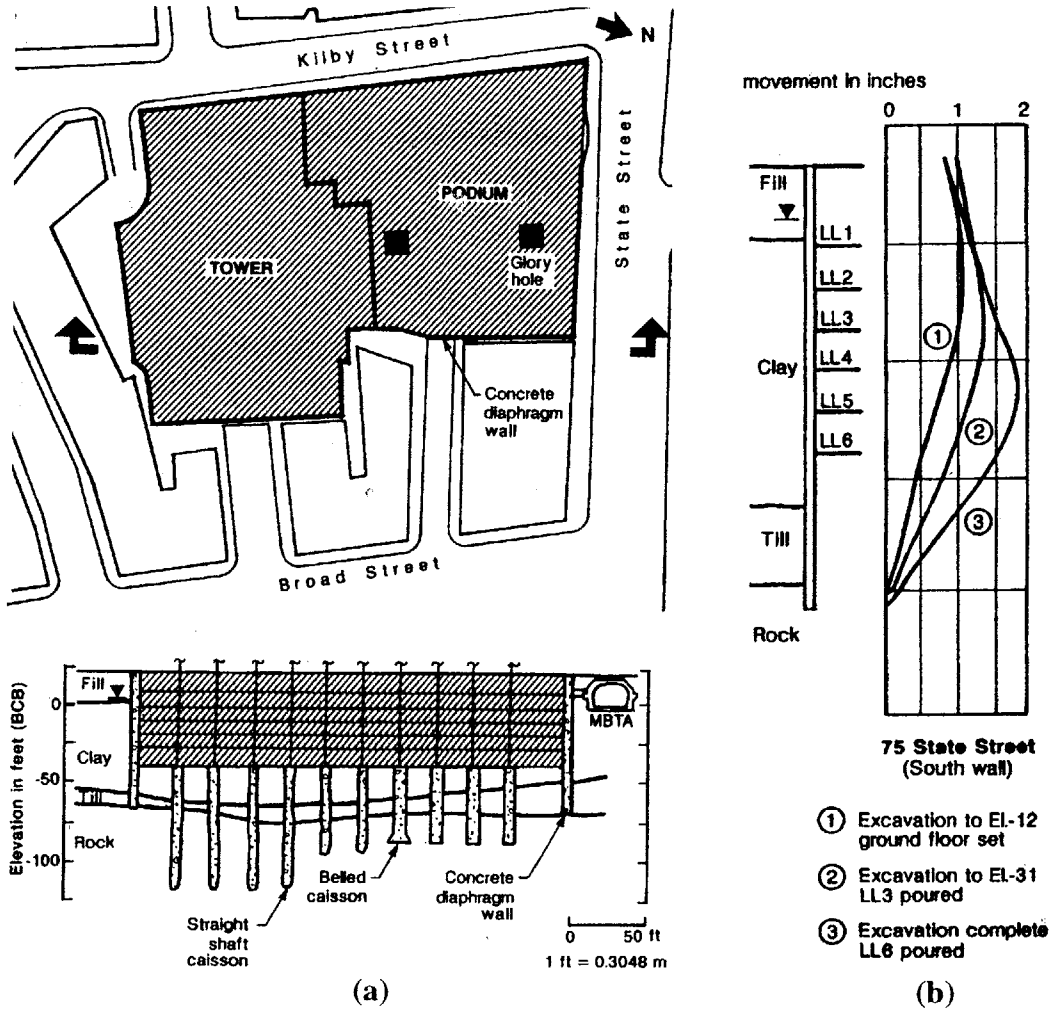 Kilby Street
N
State Street
PODIUM
TOWER
Glory
hole
Concrete
diaphragm
wall
Broad Street
Elevation in feet (BCB)
Fill
0
Clay
-50
Till
Rock
-100
MBTA
Straight
shaft
caisson
Belled
caisson
Concrete
diaphragm
wall
0 50 ft
1 ft = 0.3048 m
(a)
movement in inches
0 1 2
Fill
LL1
LL2
LL3
Clay
LL4
LL5
LL6
Till
Rock
1
2
3
75 State Street
(South wall)
1 Excavation to El.-12
ground floor set
2 Excavation to El.-31
LL3 poured
3 Excavation complete
LL6 poured
(b)